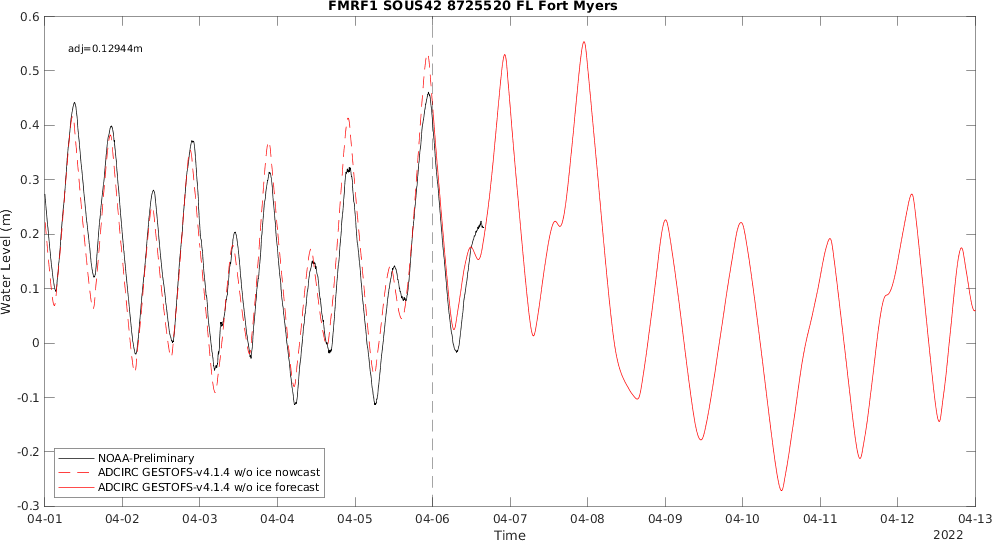 FMRF1 SOUS42 8725520 FL Fort Myers
adj=0.12944m
0.6
0.5
0.4
0.3
0.2
0.1
0
-0.1
-0.2
-0.3
Water Level (m)
NOAA-Preliminary
ADCIRC GESTOFS-v4.1.4 w/o ice nowcast
ADCIRC GESTOFS-v4.1.4 w/o ice forecast
04-01 04-02 04-03 04-04 04-05 04-06 04-07 04-08 04-09 04-10 04-11 04-12 04-13
Time
2022